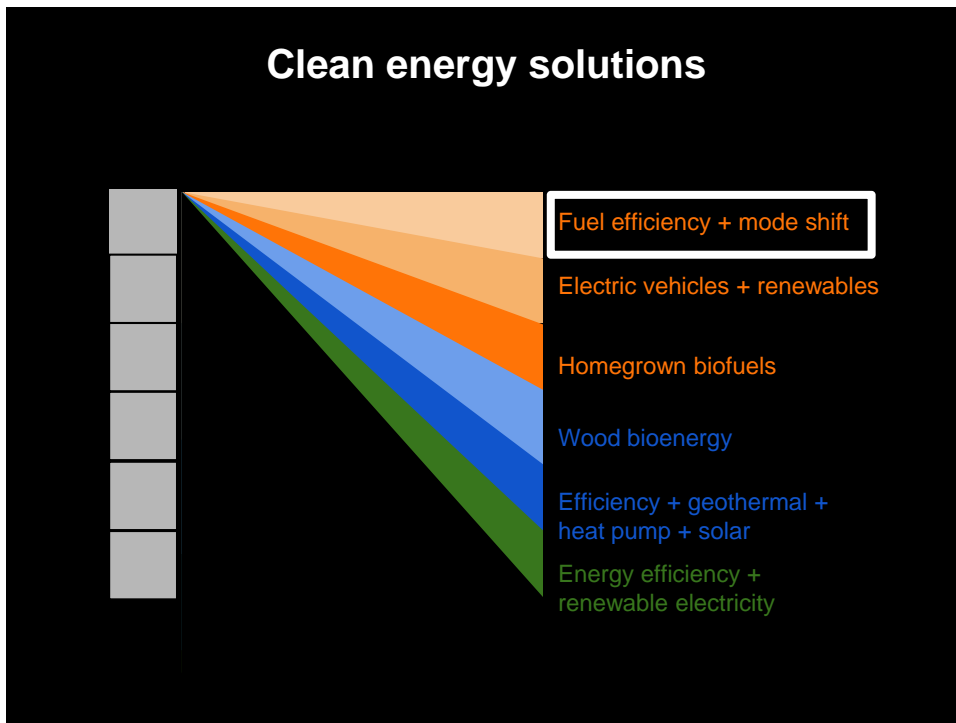 Clean energy solutions
Fuel efficiency + mode shift
Electric vehicles + renewables
Homegrown biofuels
Wood bioenergy
Efficiency + geothermal +
heat pump + solar
Energy efficiency +
renewable electricity